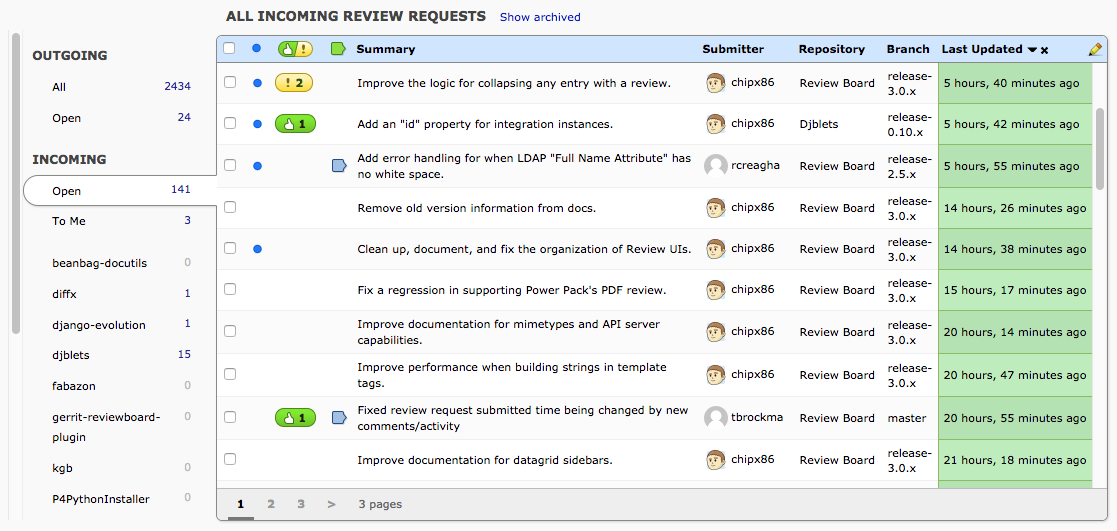 ALL INCOMING REVIEW REQUESTS Show archived
OUTGOING
All 2434
Open 24
INCOMING
Open 141
To Me 3
beanbag-docutils 0
diffx 1
django-evolution 1
djblets 15
fabazon 0
gerrit-reviewboard- 0
plugin
kgb 0
P4PythonInstaller 0
! Summary Submitter Repository Branch Last Updated
! 2 Improve the logic for collapsing any entry with a review. chipx86 Review Board release-
3.0.x 5 hours, 40 minutes ago
1 Add an "id" property for integration instances. chipx86 Djblets release-
0.10.x 5 hours, 42 minutes ago
Add error handling for when LDAP "Full Name Attribute" has
no white space. rcreagha Review Board release-
2.5.x 5 hours, 55 minutes ago
Remove old version information from docs. chipx86 Review Board release-
3.0.x 14 hours, 26 minutes ago
Clean up, document, and fix the organization of Review UIs. chipx86 Review Board release-
3.0.x 14 hours, 38 minutes ago
Fix a regression in supporting Power Pack's PDF review. chipx86 Review Board release-
3.0.x 15 hours, 17 minutes ago
Improve documentation for mimetypes and API server
capabilities. chipx86 Review Board release-
3.0.x 20 hours, 14 minutes ago
Improve performance when building strings in template
tags. chipx86 Review Board release-
3.0.x 20 hours, 47 minutes ago
1 Fixed review request submitted time being changed by new
comments/activity tbrockma Review Board master 20 hours, 55 minutes ago
Improve documentation for datagrid sidebars. chipx86 Review Board release-
3.0.x 21 hours, 18 minutes ago
1 2 3 > 3 pages